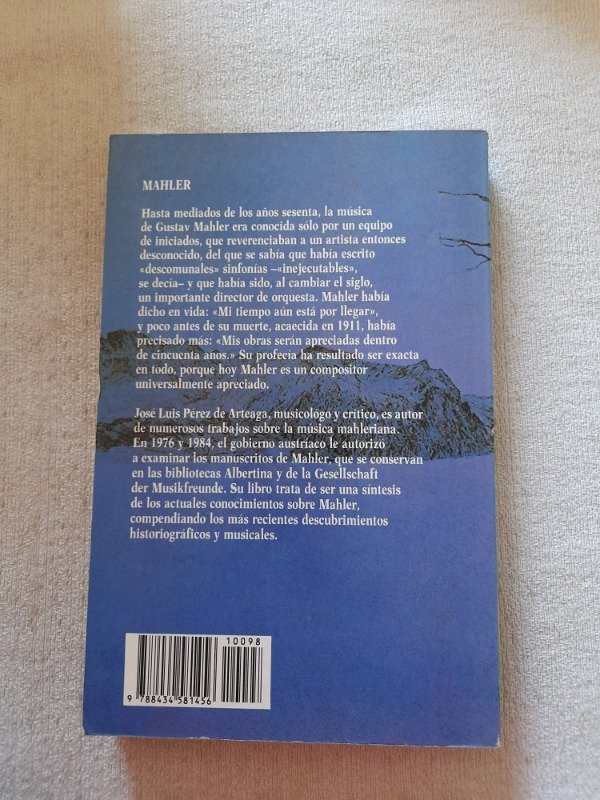 MAHLER
Hasta mediados de los años sesenta, la música
de Gustav Mahler era conocida sólo por un equipo
de iniciados, que reverenciaban a un artista entonces
desconocido, del que se sabía que había escrito
«descomunales» sinfonías –«inejecutables»,
se decía– y que había sido, al cambiar el siglo,
un importante director de orquesta. Mahler había
dicho en vida: «Mi tiempo aún está por llegar»,
y poco antes de su muerte, acaecida en 1911, había
precisado más: «Mis obras serán apreciadas dentro
de cincuenta años.» Su profecía ha resultado ser exacta
en todo, porque hoy Mahler es un compositor
universalmente apreciado.
José Luis Pérez de Arteaga, musicólogo y crítico, es autor
de numerosos trabajos sobre la música mahleriana.
En 1976 y 1984, el gobierno austríaco le autorizó
a examinar los manuscritos de Mahler, que se conservan
en las bibliotecas Albertina y de la Gesellschaft
der Musikfreunde. Su libro trata de ser una síntesis
de los actuales conocimientos sobre Mahler,
compendiando los más recientes descubrimientos
historiográficos y musicales.
10098
9 788434 581456